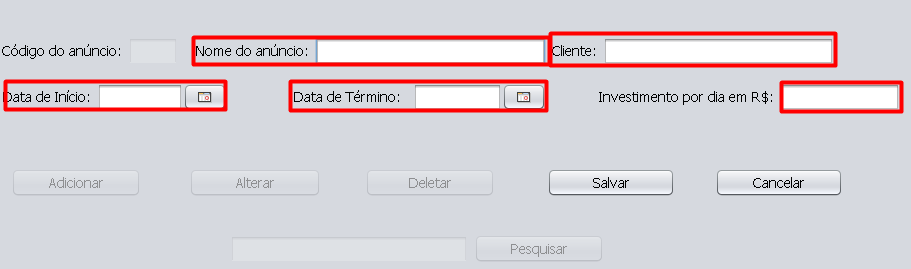 Código do anúncio: Nome do anúncio: Cliente:
Data de Início: Data de Término: Investimento por dia em R$:
Adicionar Alterar Deletar Salvar Cancelar
Pesquisar